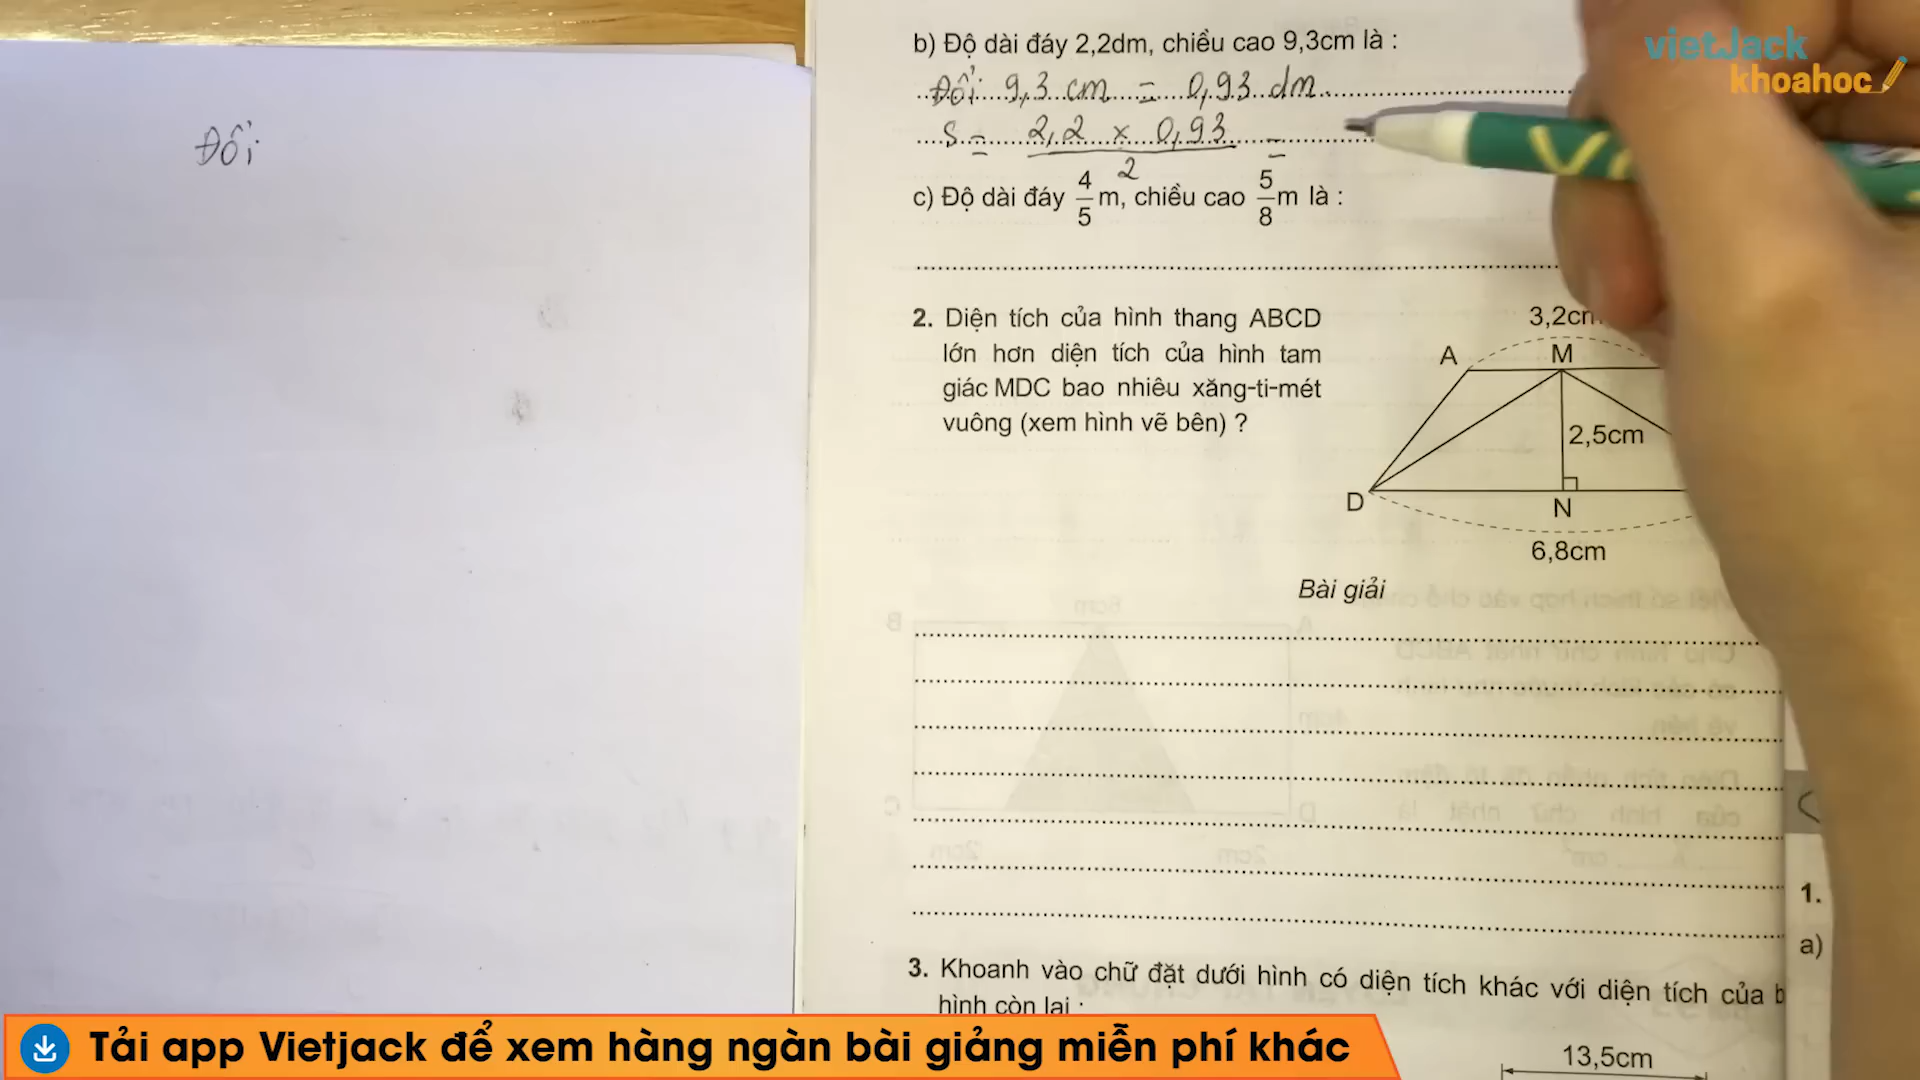 vietJack
khoahoc
Đổi
b) Độ dài đáy 2,2dm, chiều cao 9,3cm là :
Đổi 9,3 cm = 0,93 dm
S = 2,2 x 0,93 =
2
c) Độ dài đáy 4/5 m, chiều cao 5/8 m là :
2. Diện tích của hình thang ABCD
lớn hơn diện tích của hình tam
giác MDC bao nhiêu xăng-ti-mét
vuông (xem hình vẽ bên) ?
3,2cm
A
M
2,5cm
D
N
6,8cm
Bài giải
1.
a)
3. Khoanh vào chữ đặt dưới hình có diện tích khác với diện tích của b
hình còn lại :
13,5cm
Tải app Vietjack để xem hàng ngàn bài giảng miễn phí khác